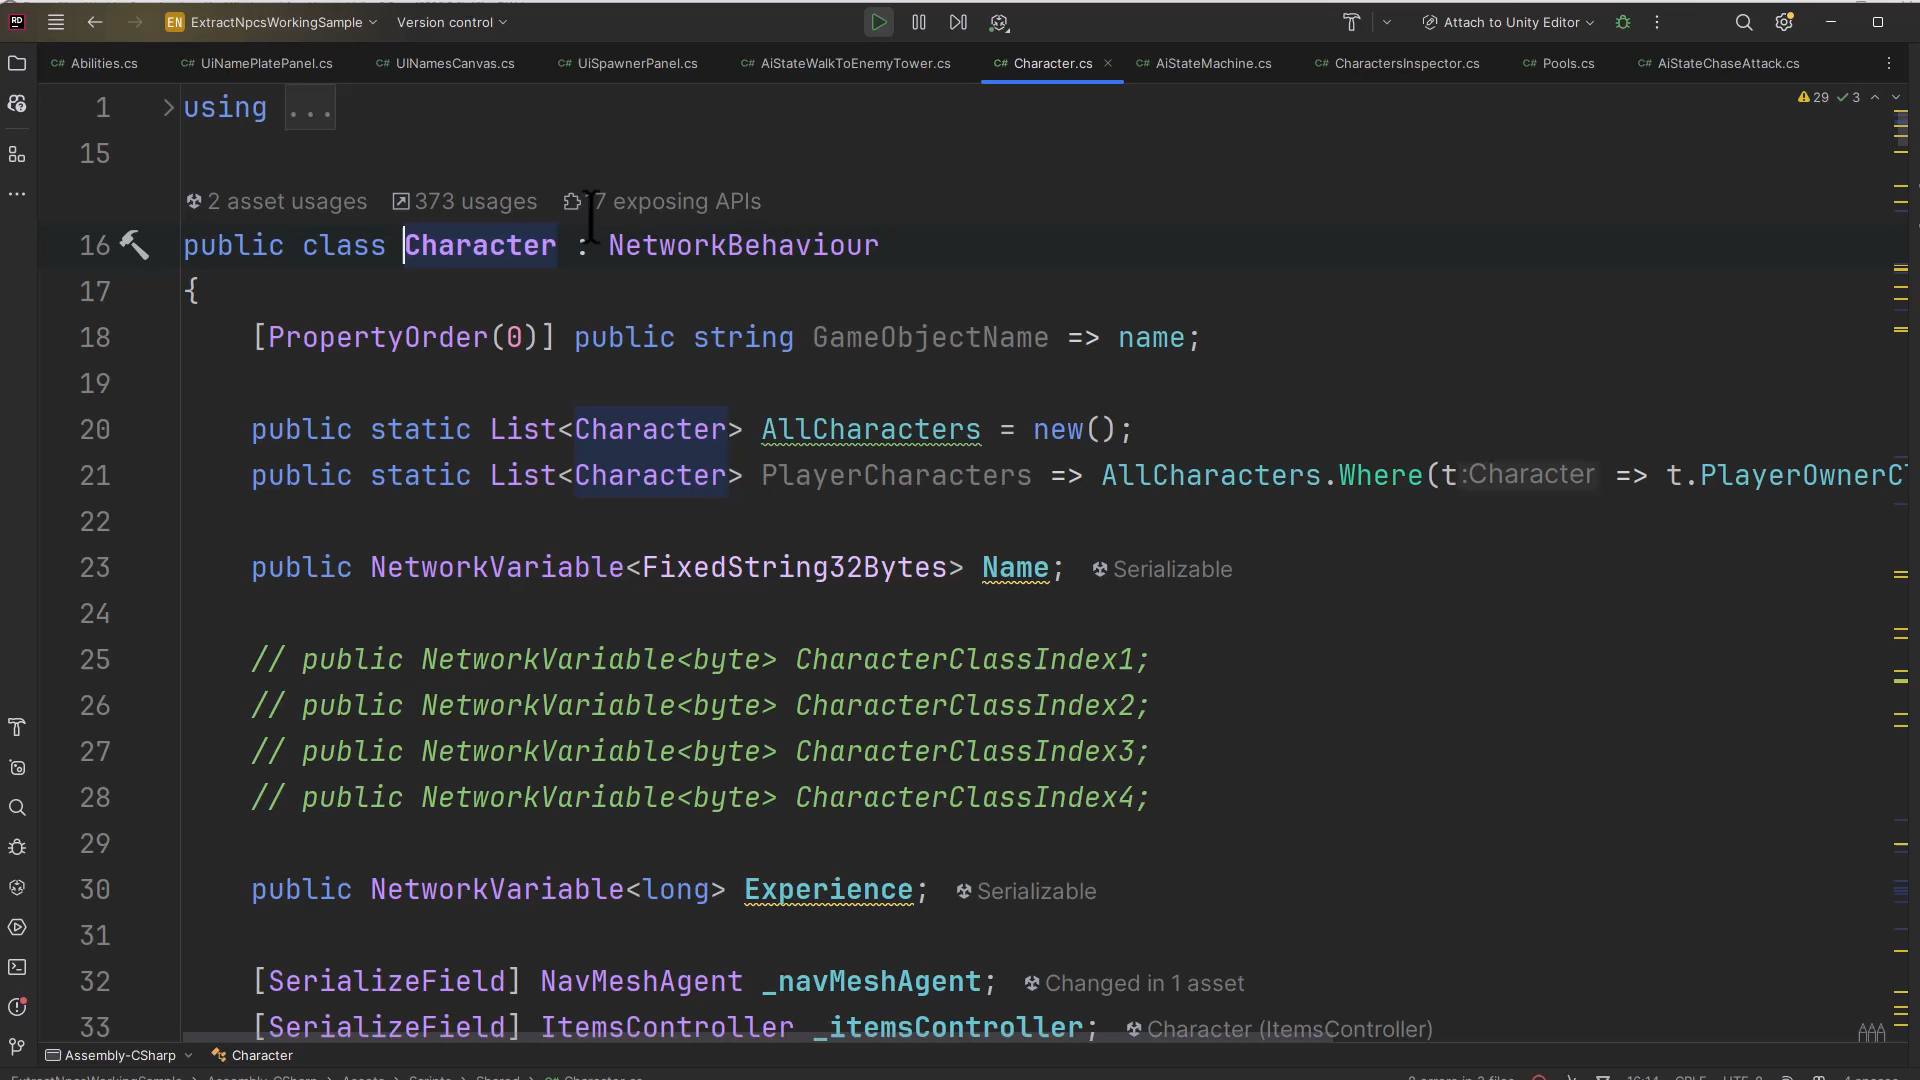 RD EN ExtractNpcsWorkingSample Version control Attach to Unity Editor
C# Abilities.cs C# UiNamePlatePanel.cs C# UINamesCanvas.cs C# UiSpawnerPanel.cs C# AiStateWalkToEnemyTower.cs C# Character.cs C# AiStateMachine.cs C# CharactersInspector.cs C# Pools.cs C# AiStateChaseAttack.cs
1 using ... 29 3
15
2 asset usages 373 usages 7 exposing APIs
16 public class Character : NetworkBehaviour
17 {
18 [PropertyOrder(0)] public string GameObjectName => name;
19
20 public static List<Character> AllCharacters = new();
21 public static List<Character> PlayerCharacters => AllCharacters.Where(t :Character => t.PlayerOwnerCl
22
23 public NetworkVariable<FixedString32Bytes> Name; Serializable
24
25 // public NetworkVariable<byte> CharacterClassIndex1;
26 // public NetworkVariable<byte> CharacterClassIndex2;
27 // public NetworkVariable<byte> CharacterClassIndex3;
28 // public NetworkVariable<byte> CharacterClassIndex4;
29
30 public NetworkVariable<long> Experience; Serializable
31
32 [SerializeField] NavMeshAgent _navMeshAgent; Changed in 1 asset
33 [SerializeField] ItemsController _itemsController; Character (ItemsController)
Assembly-CSharp Character